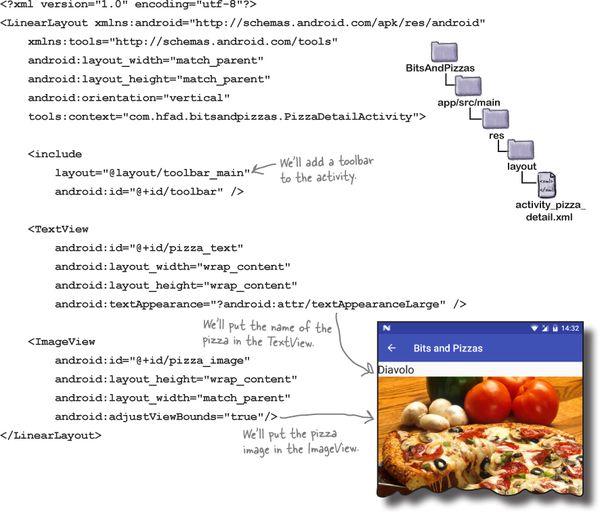 <?xml version="1.0" encoding="utf-8"?>
<LinearLayout xmlns:android="http://schemas.android.com/apk/res/android"
xmlns:tools="http://schemas.android.com/tools"
android:layout_width="match_parent"
android:layout_height="match_parent"
android:orientation="vertical"
tools:context="com.hfad.bitsandpizzas.PizzaDetailActivity">
<include
layout="@layout/toolbar_main"
android:id="@+id/toolbar" />
We'll add a toolbar
to the activity.
<TextView
android:id="@+id/pizza_text"
android:layout_width="wrap_content"
android:layout_height="wrap_content"
android:textAppearance="?android:attr/textAppearanceLarge" />
We'll put the name of the
pizza in the TextView.
<ImageView
android:id="@+id/pizza_image"
android:layout_height="wrap_content"
android:layout_width="match_parent"
android:adjustViewBounds="true"/>
We'll put the pizza
image in the ImageView.
</LinearLayout>
BitsAndPizzas
app/src/main
res
layout
<xml>
</xml>
activity_pizza_
detail.xml
14:32
Bits and Pizzas
Diavolo